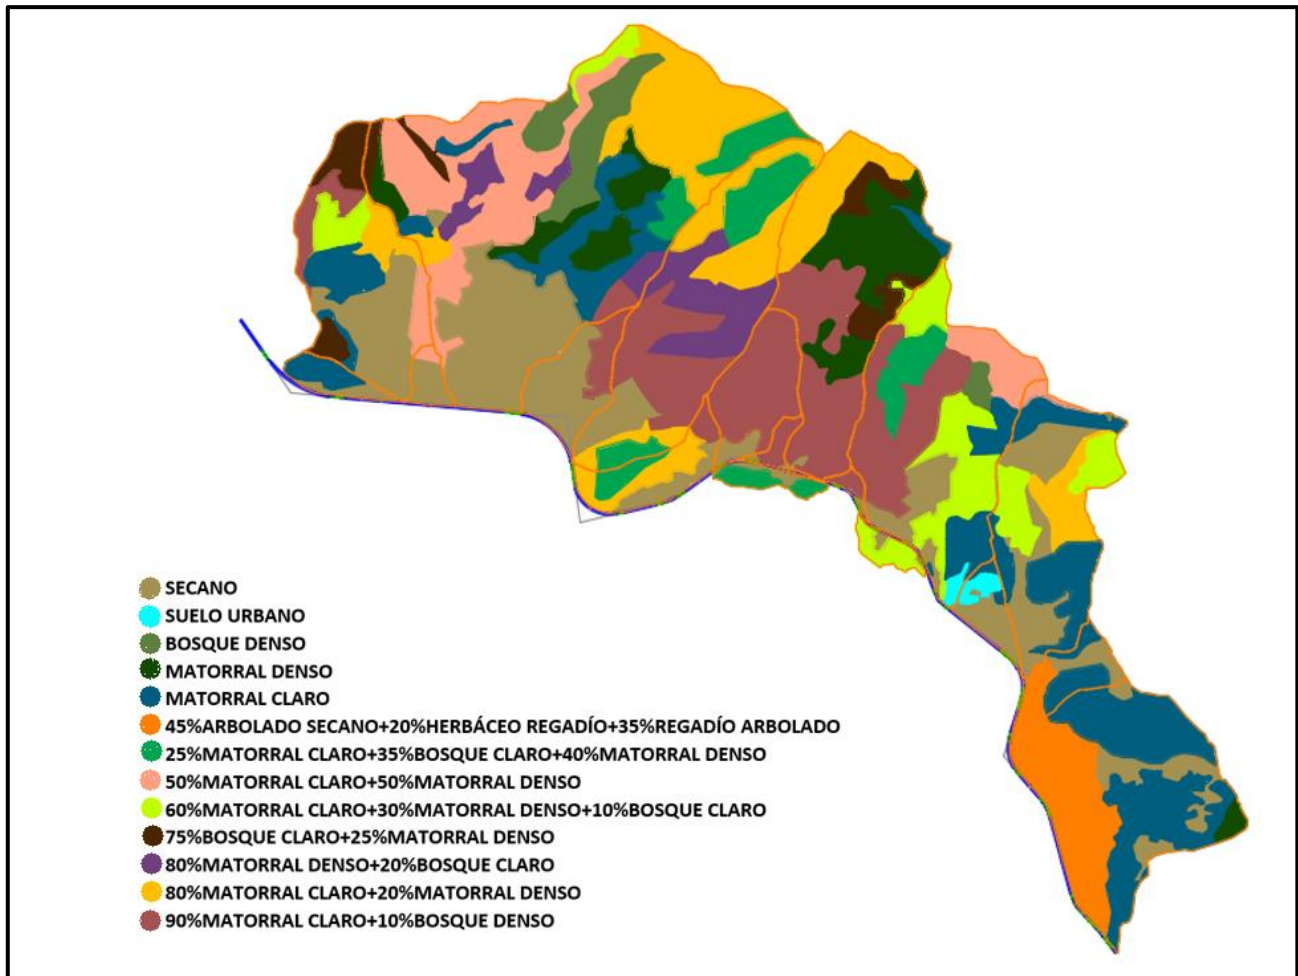 SECANO
SUELO URBANO
BOSQUE DENSO
MATORRAL DENSO
MATORRAL CLARO
45%ARBOLADO SECANO+20%HERBÁCEO REGADÍO+35%REGADÍO ARBOLADO
25%MATORRAL CLARO+35%BOSQUE CLARO+40%MATORRAL DENSO
50%MATORRAL CLARO+50%MATORRAL DENSO
60%MATORRAL CLARO+30%MATORRAL DENSO+10%BOSQUE CLARO
75%BOSQUE CLARO+25%MATORRAL DENSO
80%MATORRAL DENSO+20%BOSQUE CLARO
80%MATORRAL CLARO+20%MATORRAL DENSO
90%MATORRAL CLARO+10%BOSQUE DENSO